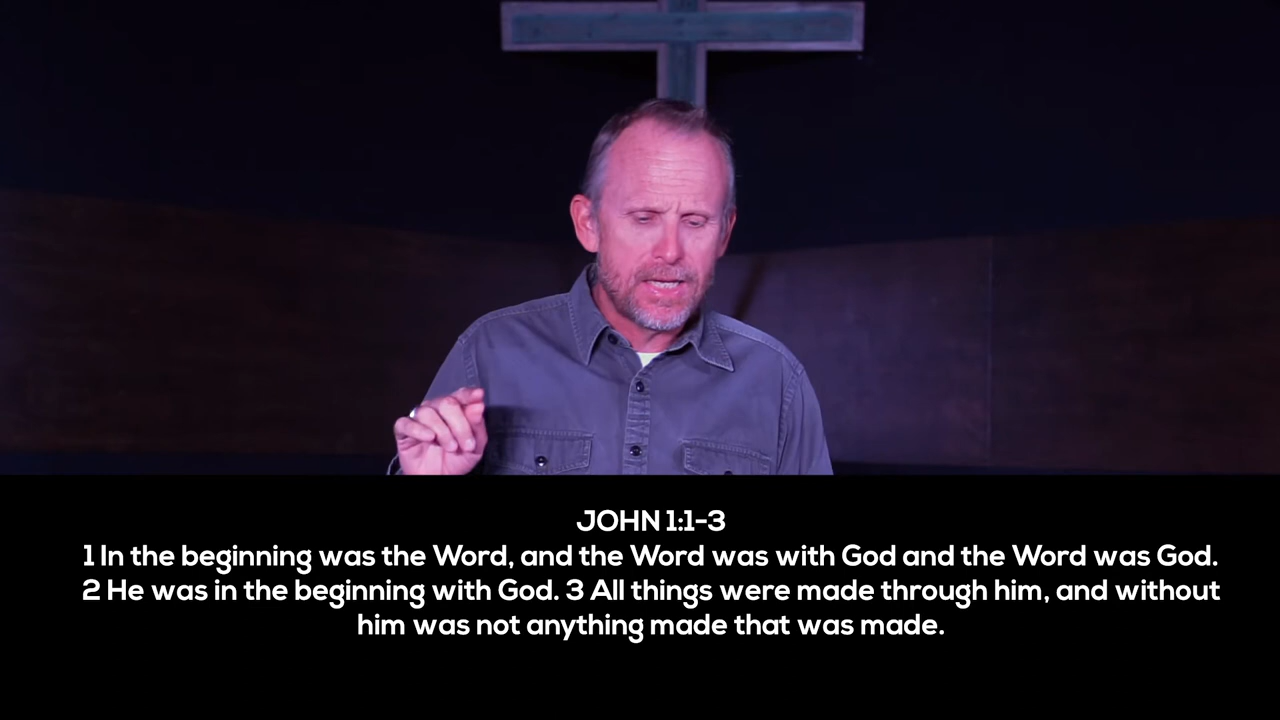 JOHN 1:1-3
1 In the beginning was the Word, and the Word was with God and the Word was God.
2 He was in the beginning with God. 3 All things were made through him, and without
him was not anything made that was made.